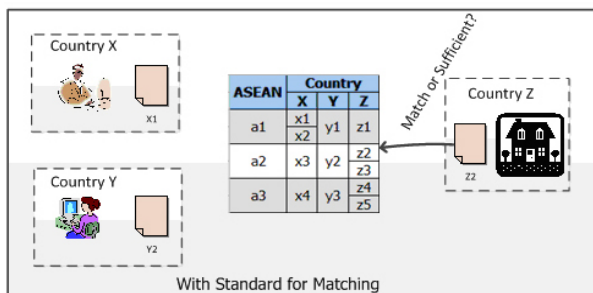 Country X
X1
Country Y
Y2
ASEAN Country
X Y Z
a1 x1 x2 y1 z1
a2 x3 y2 z2 z3
a3 x4 y3 z4 z5
Match or Sufficient?
Country Z
Z2
With Standard for Matching